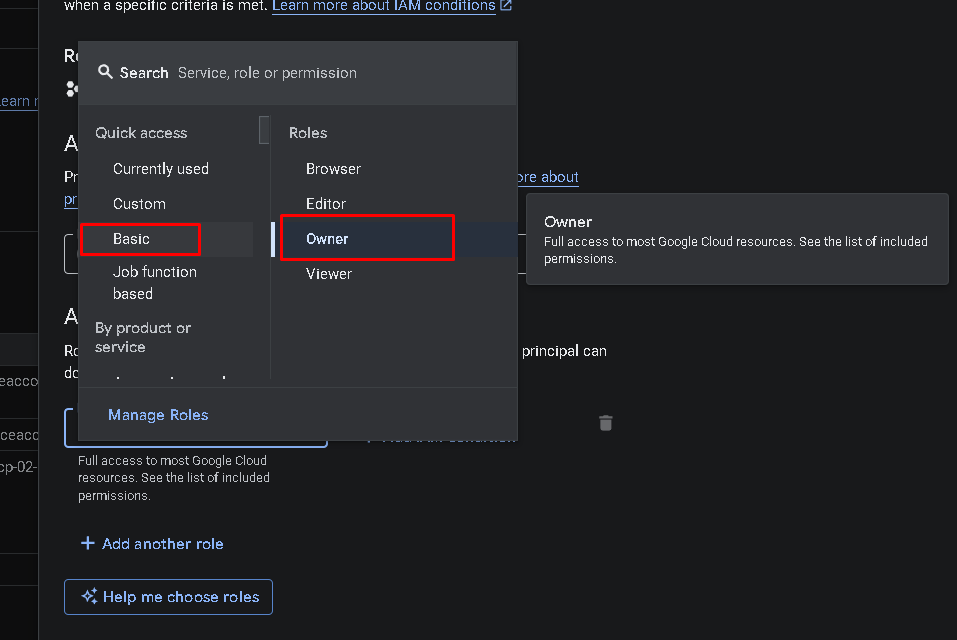 when a specific criteria is met. Learn more about IAM conditions
Re
Search Service, role or permission
earn
Quick access
Roles
A
Currently used
Browser
Pr
ore about
Custom
Editor
pr
Owner
Basic
Owner
Full access to most Google Cloud resources. See the list of included
permissions.
Job function
based
Viewer
A
By product or
service
Ro
principal can
do
eacco
Manage Roles
ceacc
cp-02-
Full access to most Google Cloud
resources. See the list of included
permissions.
+ Add another role
Help me choose roles